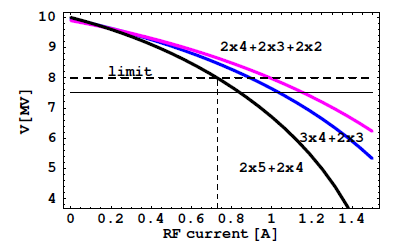 10
9
8
7
6
5
4
V[MV]
2x4+2x3+2x2
limit
3x4+2x3
2x5+2x4
0 0.2 0.4 0.6 0.8 1 1.2 1.4
RF current [A]